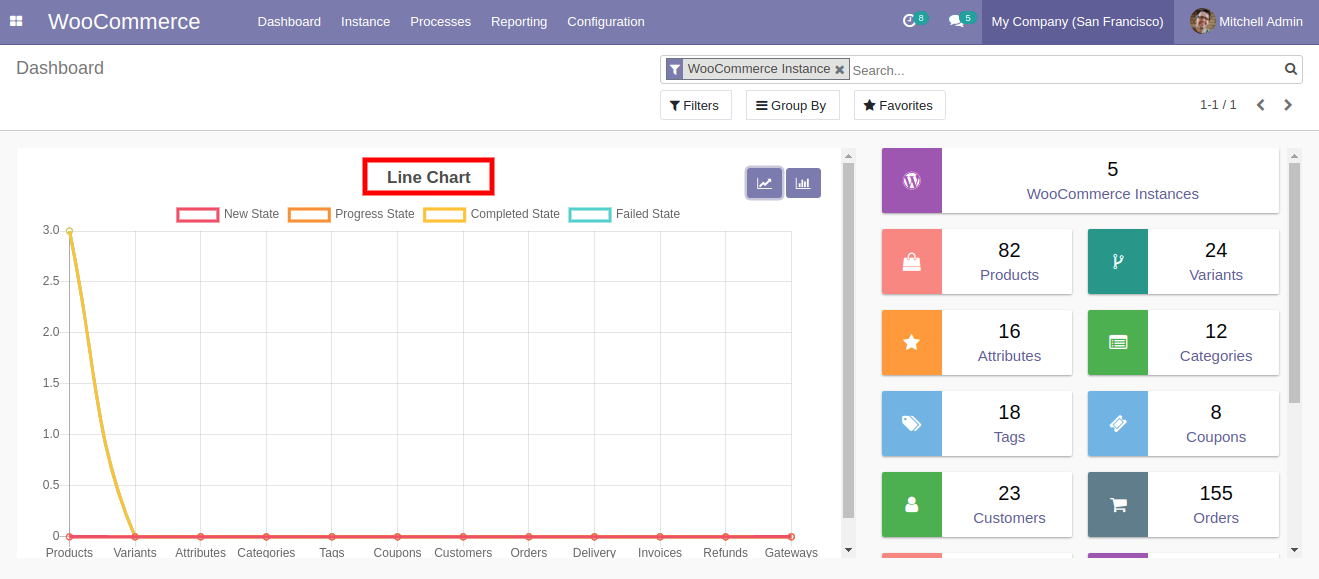 WooCommerce Dashboard Instance Processes Reporting Configuration 8 5 My Company (San Francisco) Mitchell Admin
Dashboard
WooCommerce Instance Search...
Filters Group By Favorites 1-1 / 1
Line Chart
New State Progress State Completed State Failed State
3.0
2.5
2.0
1.5
1.0
0.5
0
Products Variants Attributes Categories Tags Coupons Customers Orders Delivery Invoices Refunds Gateways
5
WooCommerce Instances
82
Products
24
Variants
16
Attributes
12
Categories
18
Tags
8
Coupons
23
Customers
155
Orders